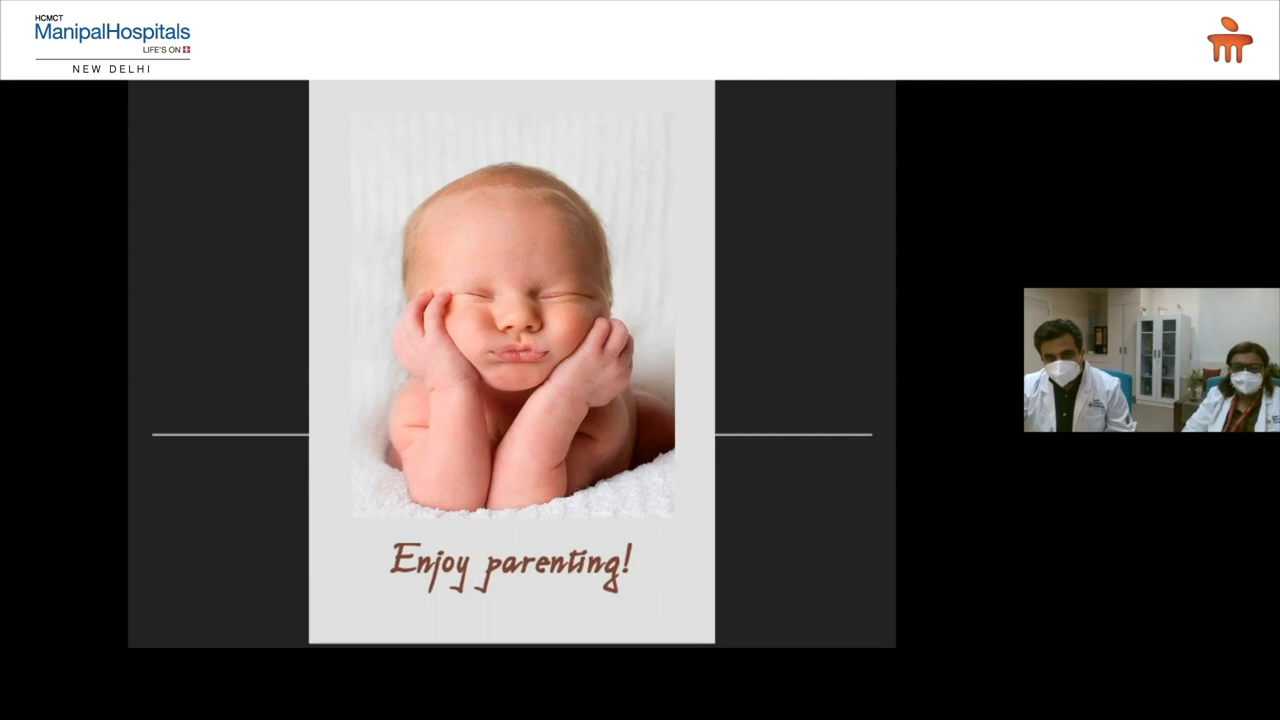 HCMCT
ManipalHospitals
LIFE'S ON
NEW DELHI
Enjoy parenting!